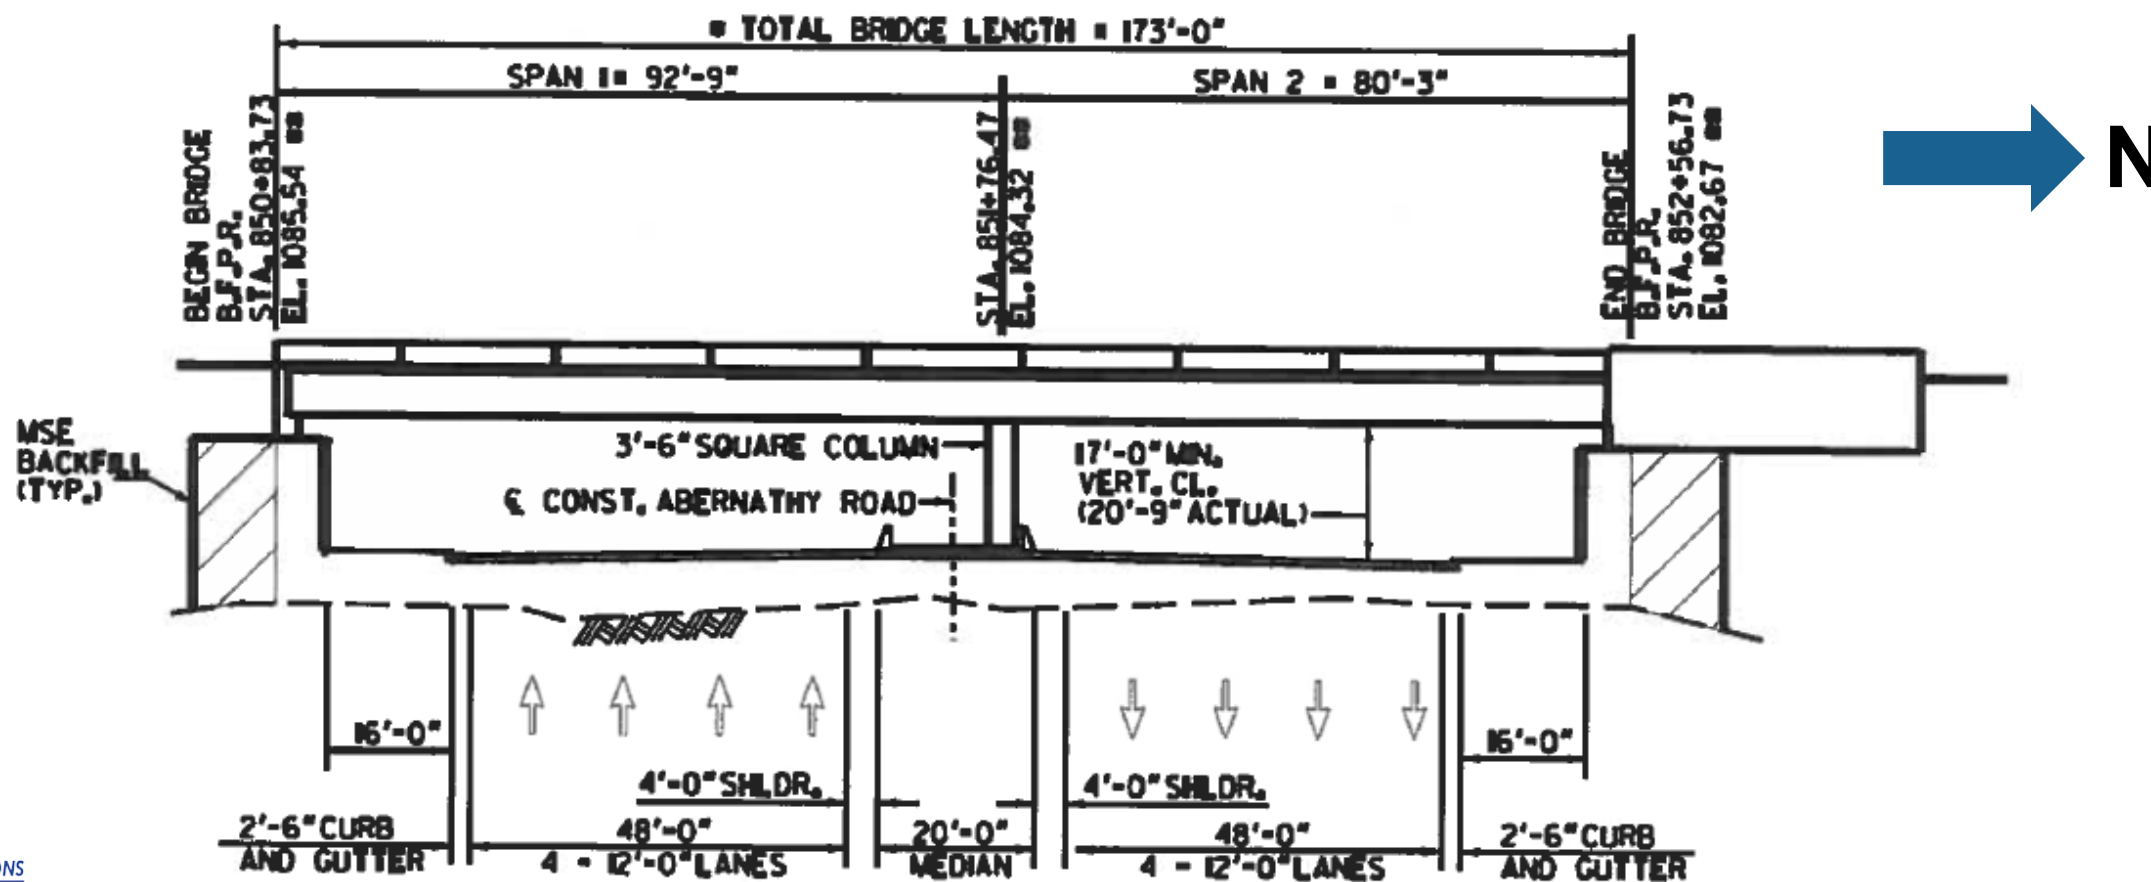 TOTAL BRIDGE LENGTH = 173'-0"
SPAN 1= 92'-9"
SPAN 2 = 80'-3"
BEGIN BRIDGE
B.F.P.R.
STA. 850+83.73
EL. 1085.54 **
STA. 851+76.47
EL. 1084.32 **
END BRIDGE
B.F.P.R.
STA. 852+56.73
EL. 1082.67 **
N
MSE
BACKFILL
(TYP.)
3'-6" SQUARE COLUMN
℄ CONST. ABERNATHY ROAD
17'-0" MIN.
VERT. CL.
(20'-9" ACTUAL)
16'-0"
16'-0"
4'-0" SHLDR.
4'-0" SHLDR.
2'-6" CURB
AND GUTTER
48'-0"
4 - 12'-0" LANES
20'-0"
MEDIAN
48'-0"
4 - 12'-0" LANES
2'-6" CURB
AND GUTTER